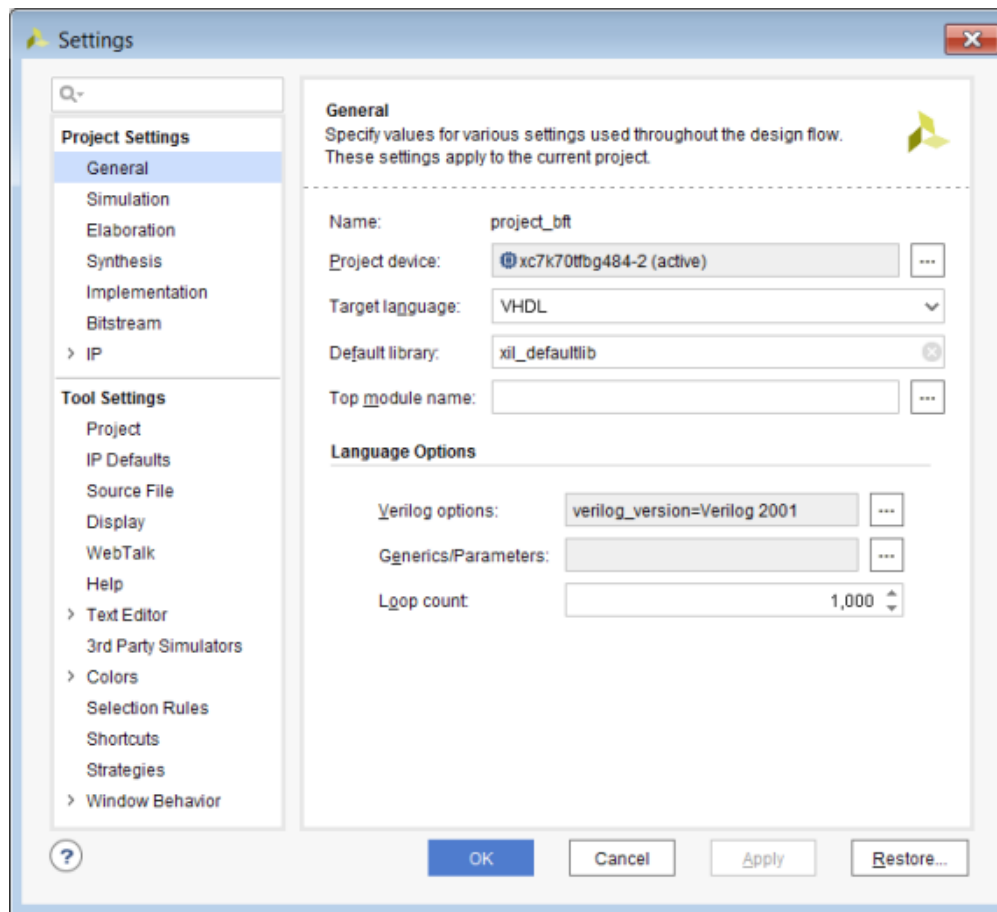 Settings
Project Settings
General
Simulation
Elaboration
Synthesis
Implementation
Bitstream
> IP
Tool Settings
Project
IP Defaults
Source File
Display
WebTalk
Help
> Text Editor
3rd Party Simulators
> Colors
Selection Rules
Shortcuts
Strategies
> Window Behavior
General
Specify values for various settings used throughout the design flow.
These settings apply to the current project.
Name: project_bft
Project device: xc7k70tfbg484-2 (active) ...
Target language: VHDL
Default library: xil_defaultlib
Top module name: ...
Language Options
Verilog options: verilog_version=Verilog 2001 ...
Generics/Parameters: ...
Loop count: 1,000
? OK Cancel Apply Restore...